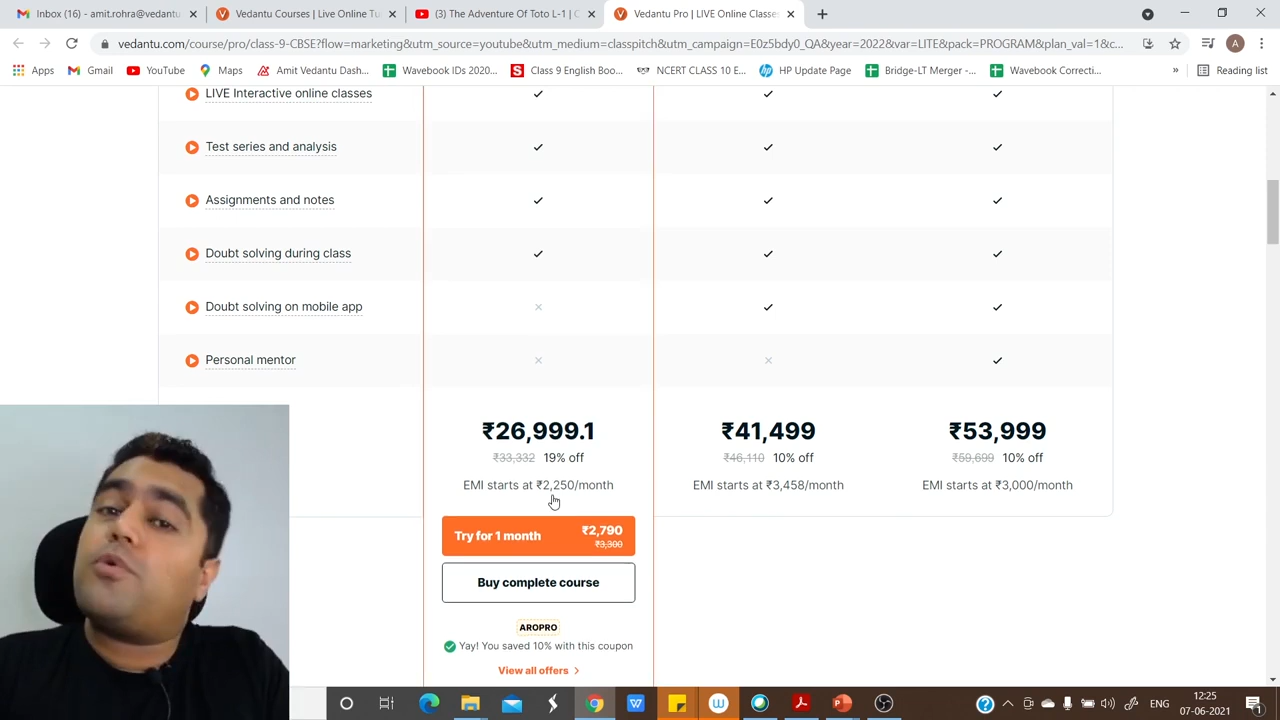 Inbox (16) - amit.rohra@vedantu
Vedantu Courses | Live Online Tu
(3) The Adventure Of Toto L-1 | C
Vedantu Pro | LIVE Online Classes
vedantu.com/course/pro/class-9-CBSE?flow=marketing&utm_source=youtube&utm_medium=classpitch&utm_campaign=E0z5bdy0_QA&year=2022&var=LITE&pack=PROGRAM&plan_val=1&c...
A
Apps
Gmail
YouTube
Maps
Amit Vedantu Dash...
Wavebook IDs 2020...
Class 9 English Boo...
NCERT CLASS 10 E...
HP Update Page
Bridge-LT Merger -...
Wavebook Correcti...
»
Reading list
LIVE Interactive online classes
Test series and analysis
Assignments and notes
Doubt solving during class
Doubt solving on mobile app
Personal mentor
₹26,999.1 ₹41,499 ₹53,999
₹33,332 19% off ₹46,110 10% off ₹59,699 10% off
EMI starts at ₹2,250/month EMI starts at ₹3,458/month EMI starts at ₹3,000/month
Try for 1 month ₹2,790
₹3,300
Buy complete course
AROPRO
Yay! You saved 10% with this coupon
View all offers >
ENG
12:25
07-06-2021